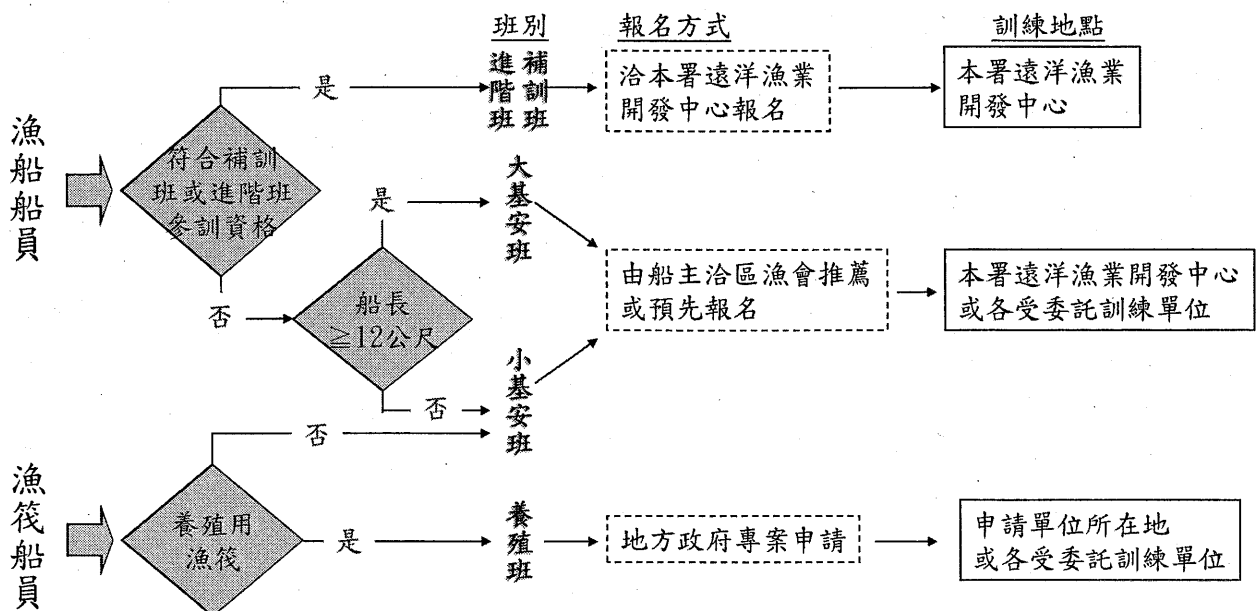 班別
報名方式
訓練地點
漁船船員
符合補訓
班或進階班
參訓資格
是
補訓班
進階班
洽本署遠洋漁業
開發中心報名
本署遠洋漁業
開發中心
否
船長
≧12公尺
是
大基安班
由船主洽區漁會推薦
或預先報名
本署遠洋漁業開發中心
或各受委託訓練單位
否
小基安班
否
漁筏船員
養殖用
漁筏
是
養殖班
地方政府專案申請
申請單位所在地
或各受委託訓練單位